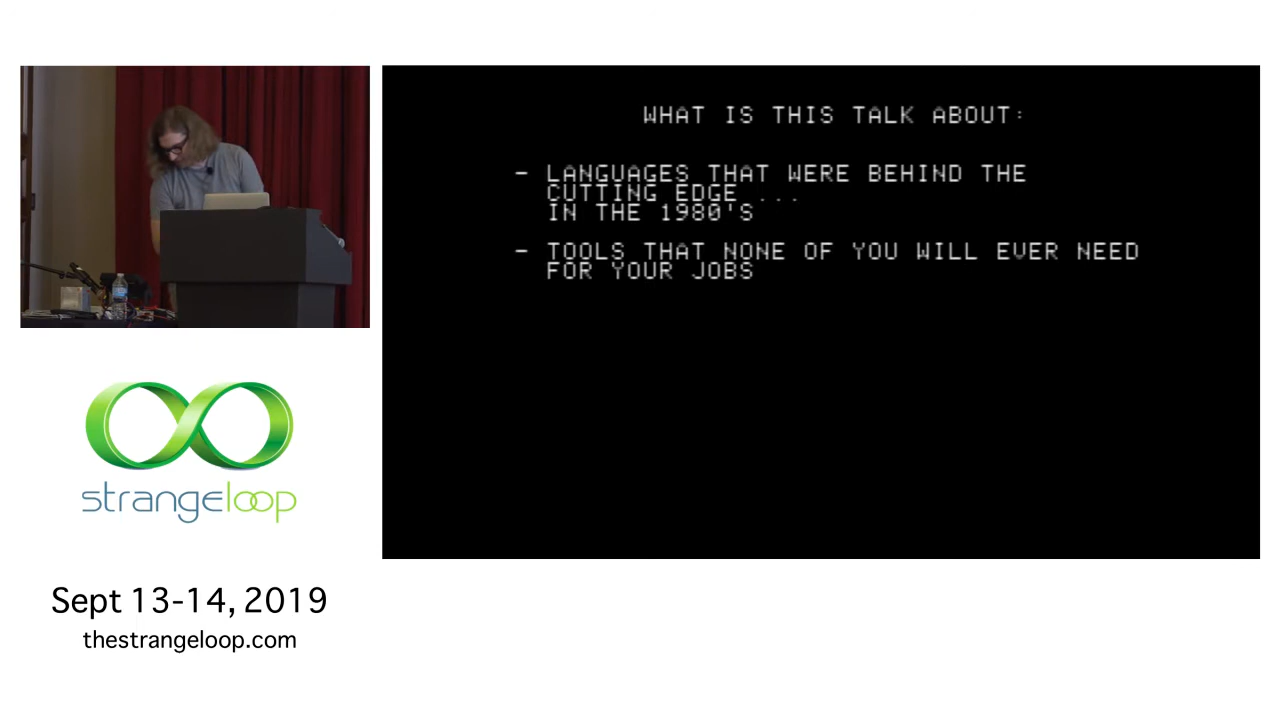 WHAT IS THIS TALK ABOUT:
- LANGUAGES THAT WERE BEHIND THE
CUTTING EDGE ...
IN THE 1980'S
- TOOLS THAT NONE OF YOU WILL EVER NEED
FOR YOUR JOBS
strangeloop
Sept 13-14, 2019
thestrangeloop.com